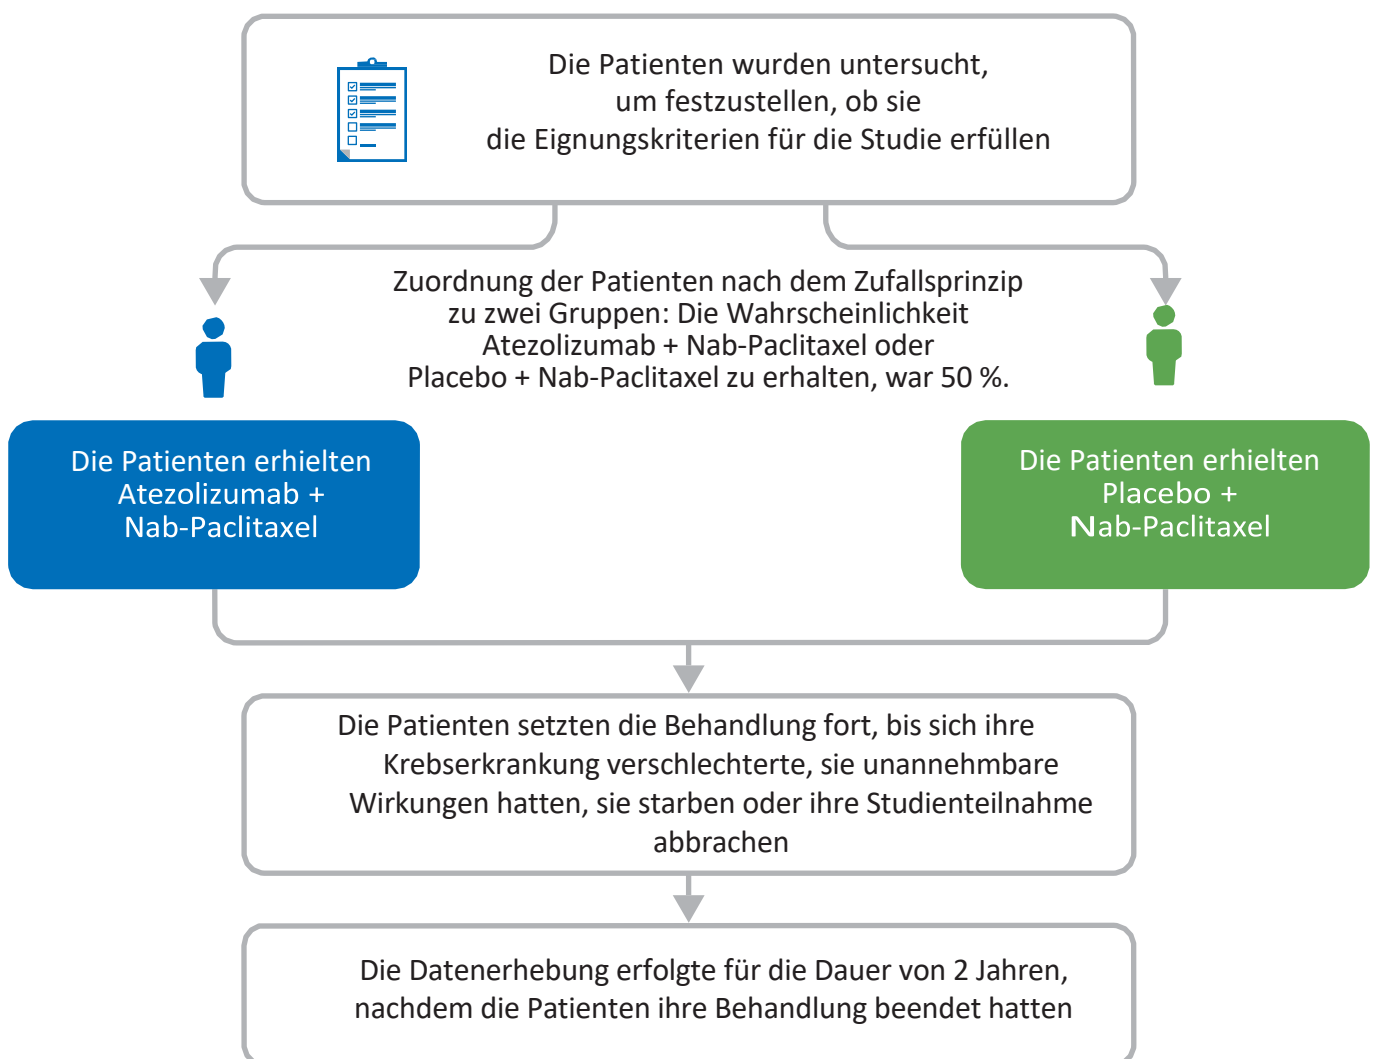 Die Patienten wurden untersucht,
um festzustellen, ob sie
die Eignungskriterien für die Studie erfüllen
Zuordnung der Patienten nach dem Zufallsprinzip
zu zwei Gruppen: Die Wahrscheinlichkeit
Atezolizumab + Nab-Paclitaxel oder
Placebo + Nab-Paclitaxel zu erhalten, war 50 %.
Die Patienten erhielten
Atezolizumab +
Nab-Paclitaxel
Die Patienten erhielten
Placebo +
Nab-Paclitaxel
Die Patienten setzten die Behandlung fort, bis sich ihre
Krebserkrankung verschlechterte, sie unannehmbare
Wirkungen hatten, sie starben oder ihre Studienteilnahme
abbrachen
Die Datenerhebung erfolgte für die Dauer von 2 Jahren,
nachdem die Patienten ihre Behandlung beendet hatten